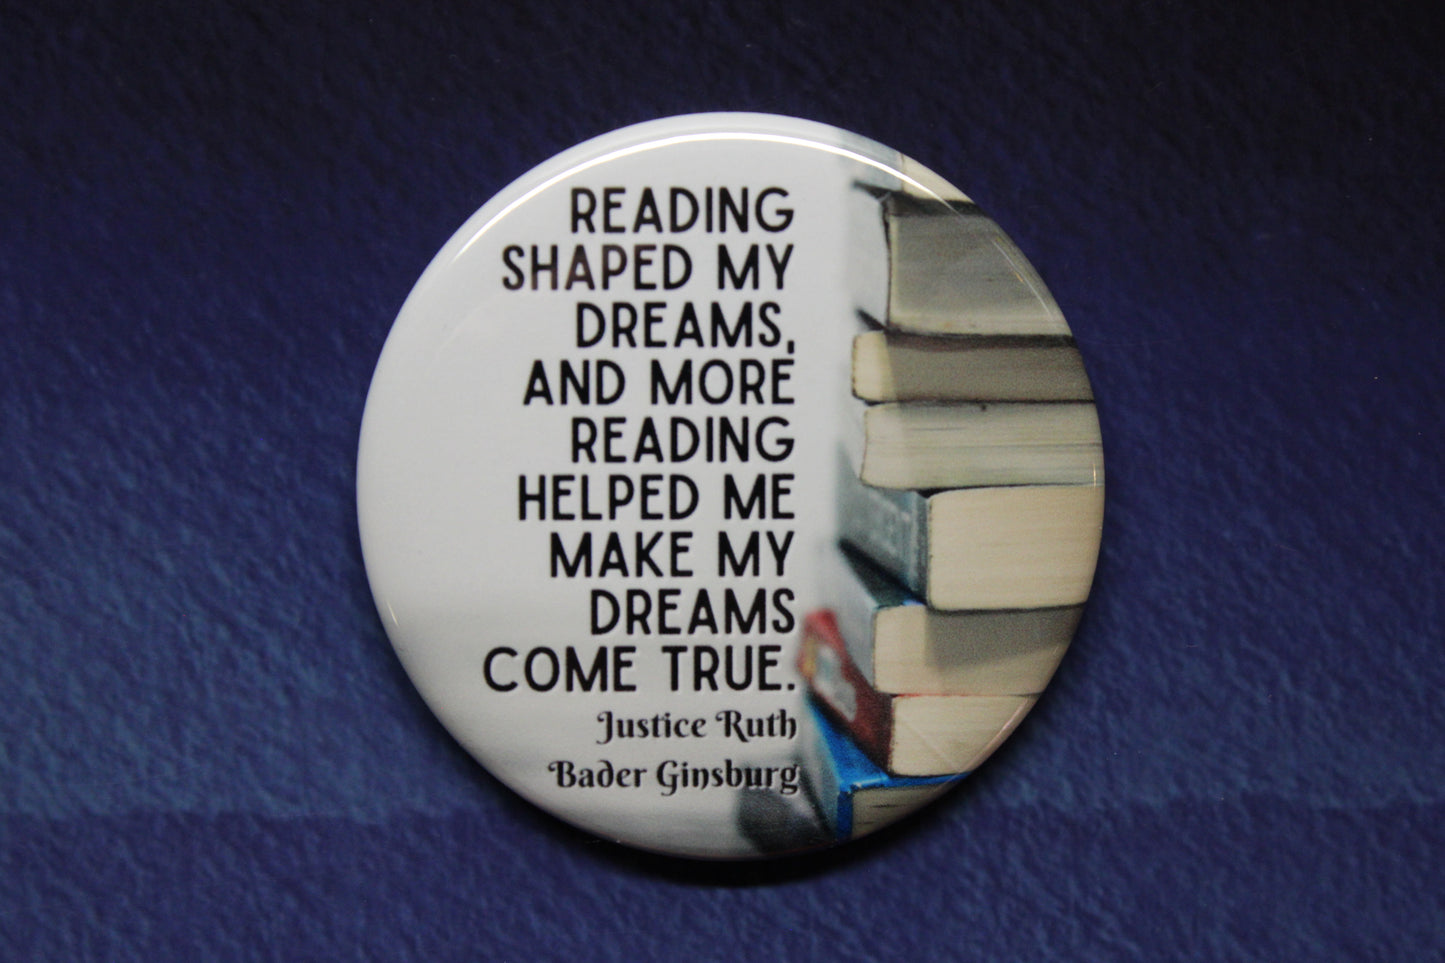 READING
SHAPED MY
DREAMS,
AND MORE
READING
HELPED ME
MAKE MY
DREAMS
COME TRUE.
Justice Ruth
Bader Ginsburg